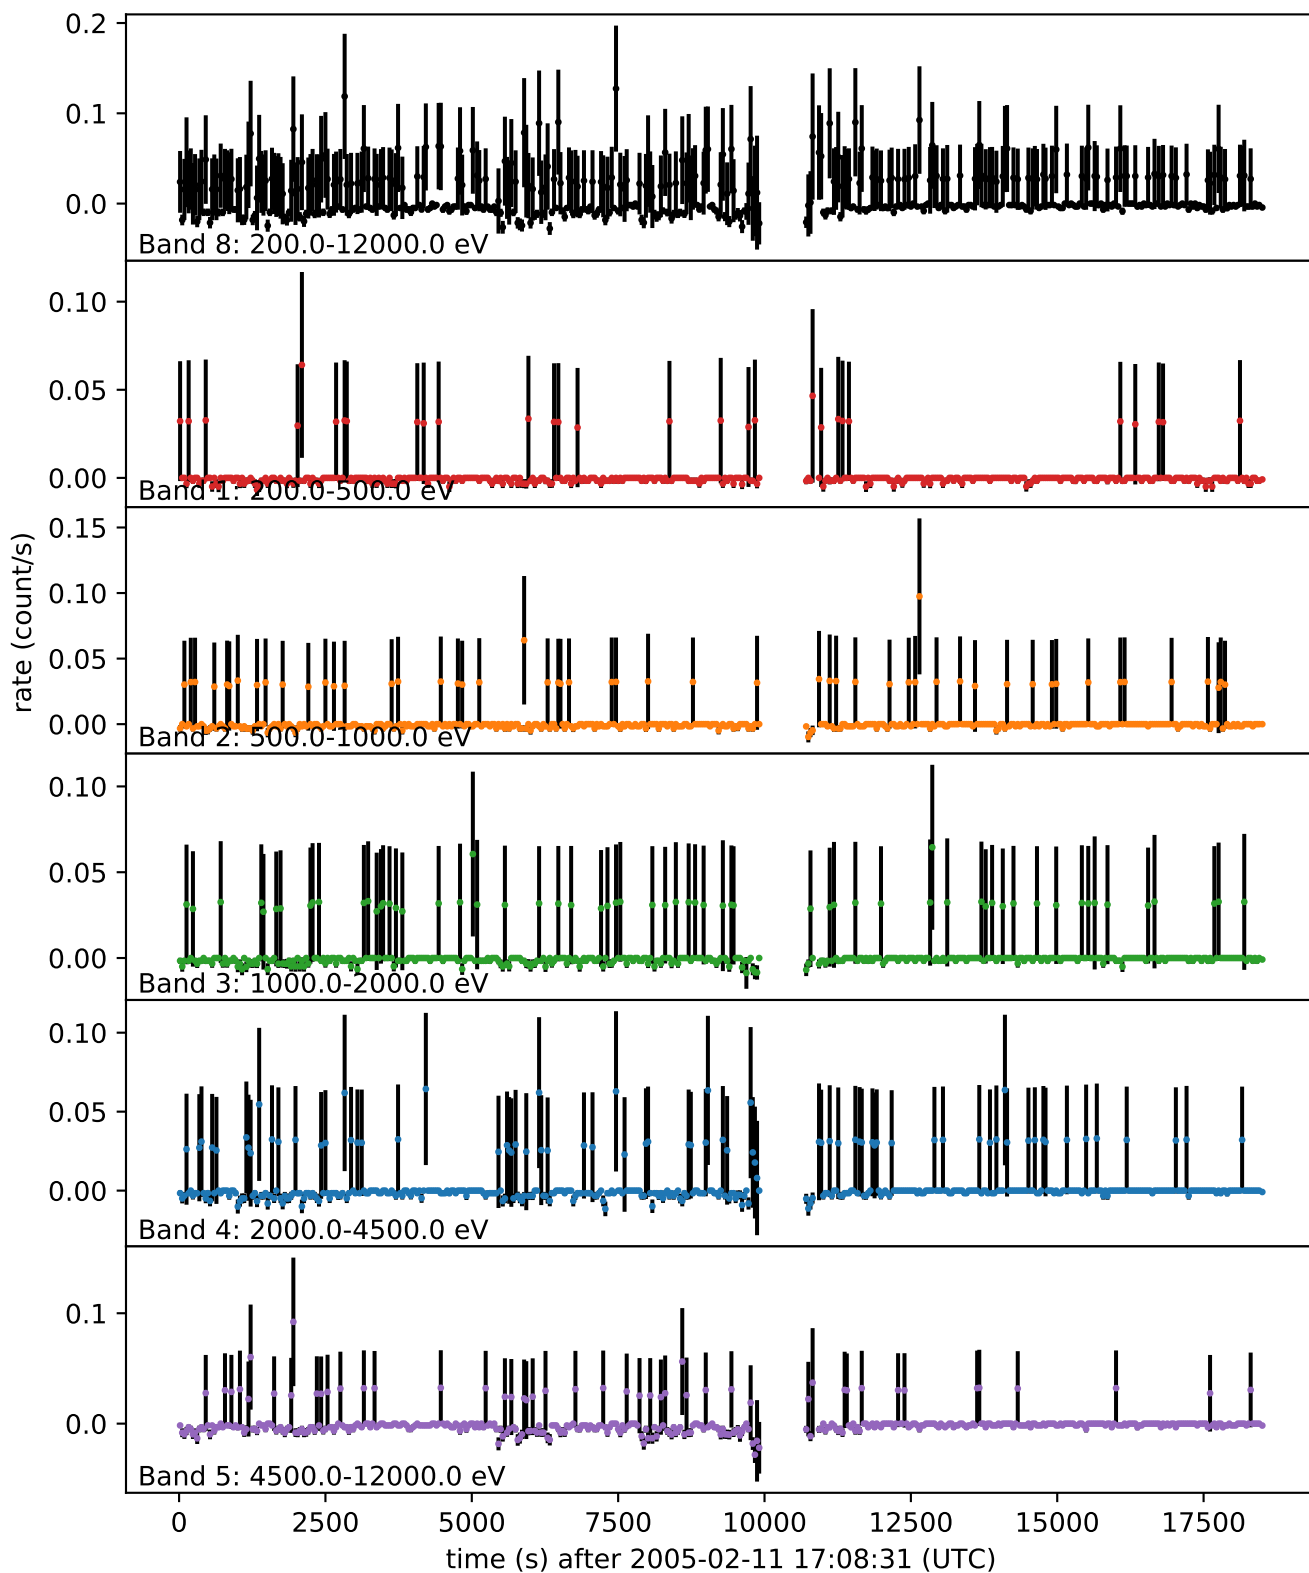 0.2
0.1
0.0
Band 8: 200.0-12000.0 eV
0.10
0.05
0.00
Band 1: 200.0-500.0 eV
0.15
0.10
0.05
0.00
Band 2: 500.0-1000.0 eV
rate (count/s)
0.10
0.05
0.00
Band 3: 1000.0-2000.0 eV
0.10
0.05
0.00
Band 4: 2000.0-4500.0 eV
0.1
0.0
Band 5: 4500.0-12000.0 eV
0 2500 5000 7500 10000 12500 15000 17500
time (s) after 2005-02-11 17:08:31 (UTC)